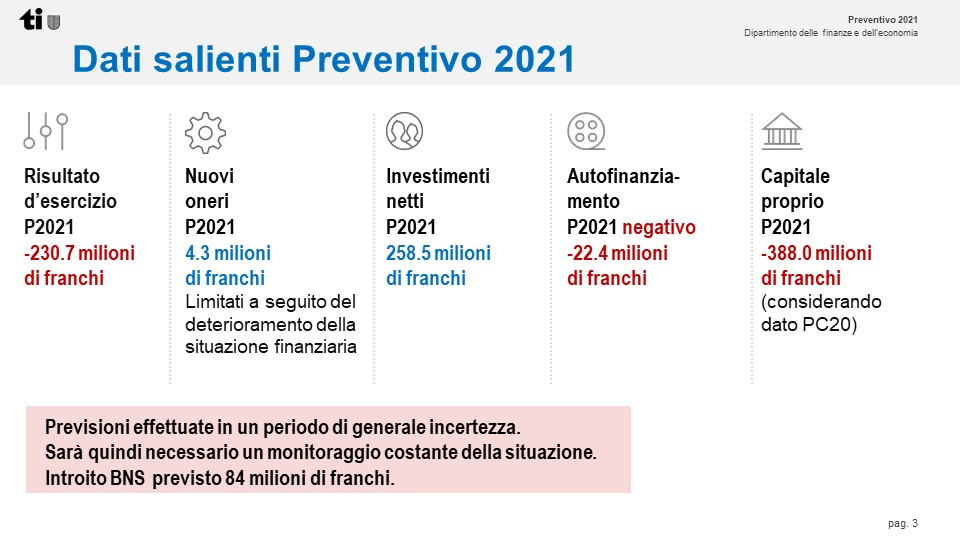 ti
Preventivo 2021
Dipartimento delle finanze e dell'economia
Dati salienti Preventivo 2021
Risultato
d'esercizio
P2021
-230.7 milioni
di franchi
Nuovi
oneri
P2021
4.3 milioni
di franchi
Limitati a seguito del
deterioramento della
situazione finanziaria
Investimenti
netti
P2021
258.5 milioni
di franchi
Autofinanzia-
mento
P2021 negativo
-22.4 milioni
di franchi
Capitale
proprio
P2021
-388.0 milioni
di franchi
(considerando
dato PC20)
Previsioni effettuate in un periodo di generale incertezza.
Sarà quindi necessario un monitoraggio costante della situazione.
Introito BNS previsto 84 milioni di franchi.
pag. 3